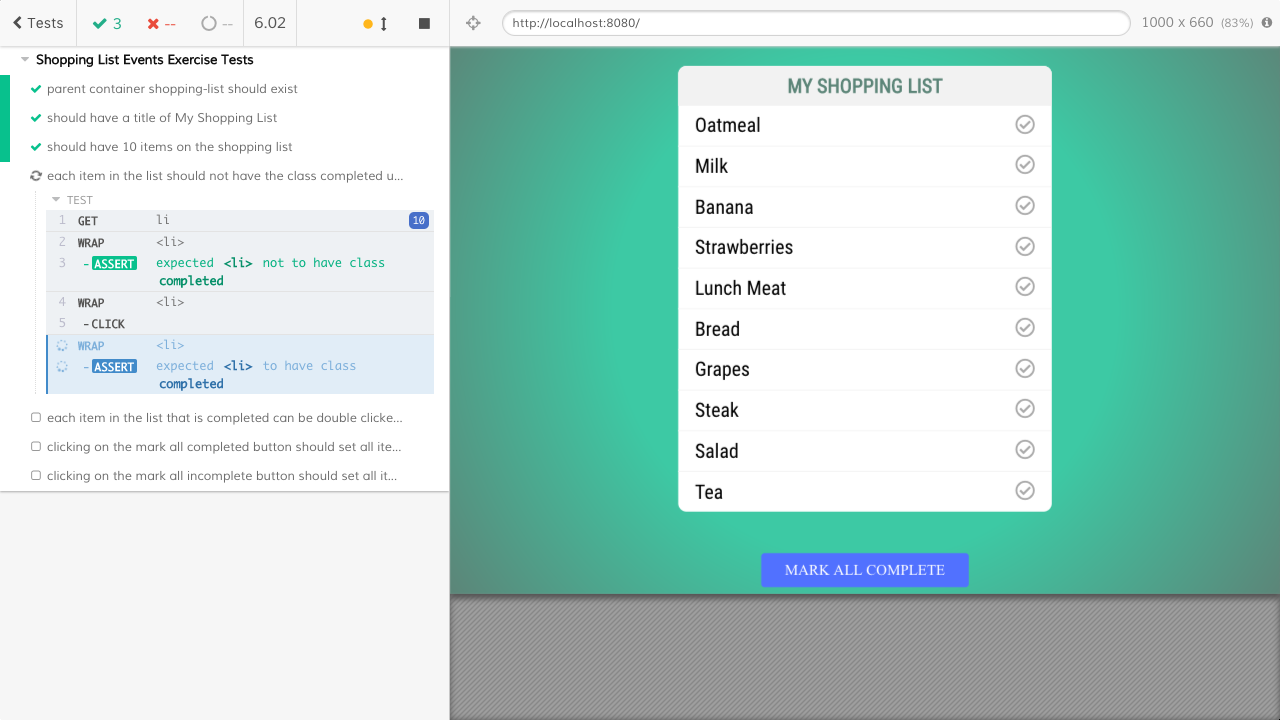 Tests 3 -- -- 6.02
http://localhost:8080/ 1000 x 660 (83%)
Shopping List Events Exercise Tests
parent container shopping-list should exist
should have a title of My Shopping List
should have 10 items on the shopping list
each item in the list should not have the class completed u...
TEST
1 GET li 10
2 WRAP <li>
3 -ASSERT expected <li> not to have class
completed
4 WRAP <li>
5 -CLICK
WRAP <li>
-ASSERT expected <li> to have class
completed
each item in the list that is completed can be double clicke...
clicking on the mark all completed button should set all ite...
clicking on the mark all incomplete button should set all it...
MY SHOPPING LIST
Oatmeal
Milk
Banana
Strawberries
Lunch Meat
Bread
Grapes
Steak
Salad
Tea
MARK ALL COMPLETE